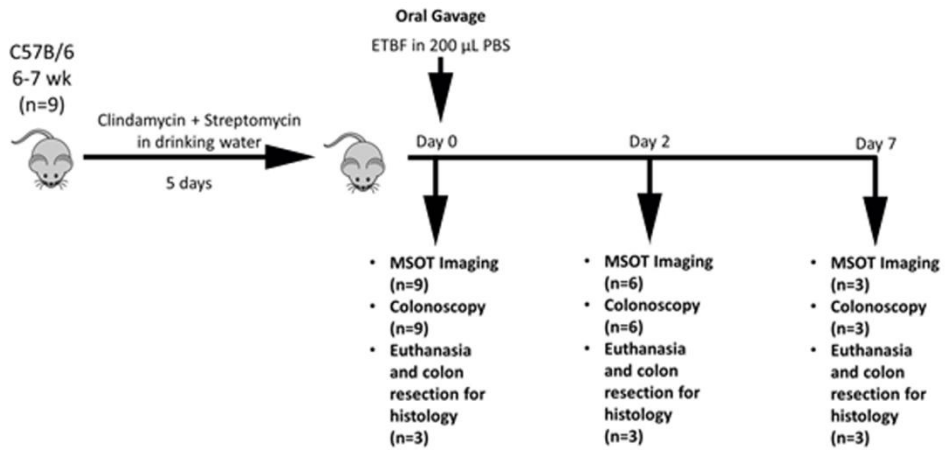 Oral Gavage
ETBF in 200 µL PBS
C57B/6
6-7 wk
(n=9)
Clindamycin + Streptomycin
in drinking water
5 days
Day 0
Day 2
Day 7
• MSOT Imaging
(n=9)
• Colonoscopy
(n=9)
• Euthanasia
and colon
resection for
histology
(n=3)
• MSOT Imaging
(n=6)
• Colonoscopy
(n=6)
• Euthanasia
and colon
resection for
histology
(n=3)
• MSOT Imaging
(n=3)
• Colonoscopy
(n=3)
• Euthanasia
and colon
resection for
histology
(n=3)